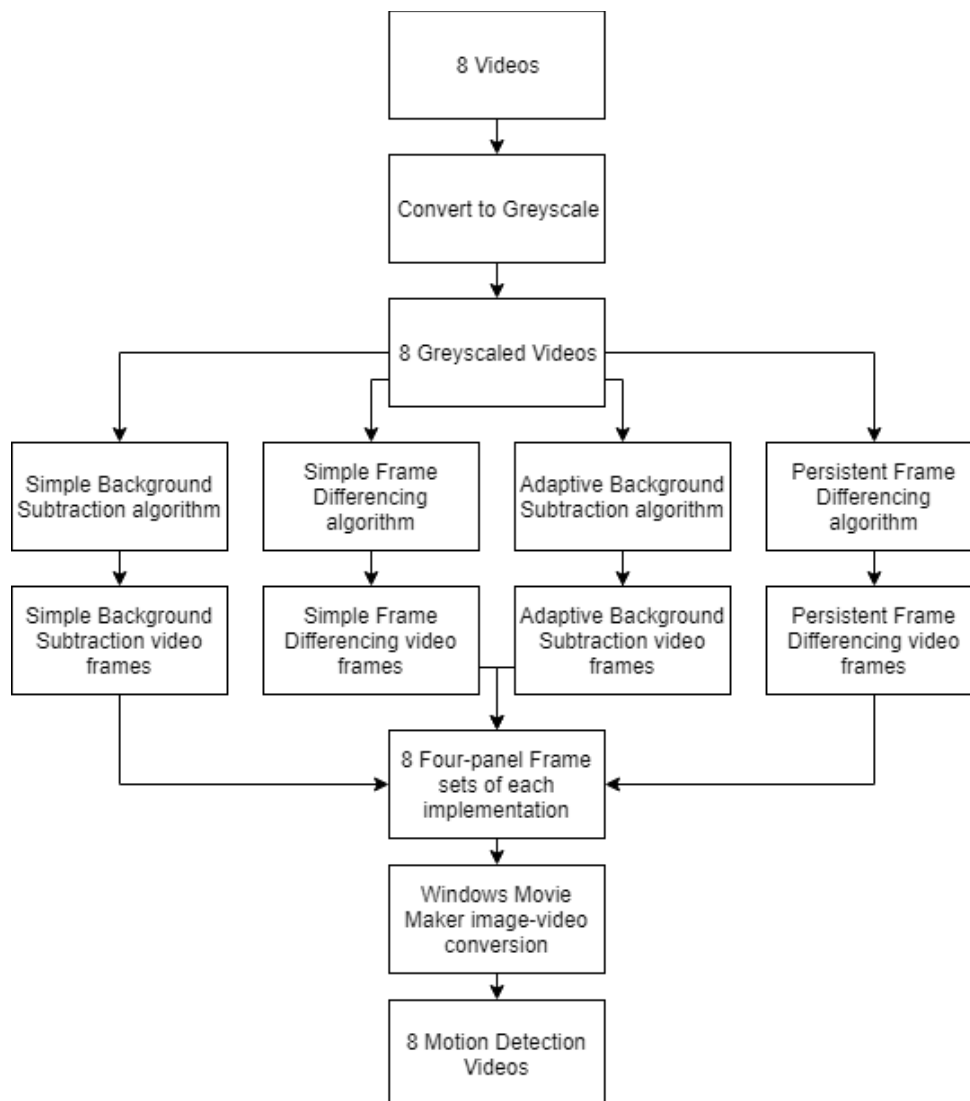 8 Videos
Convert to Greyscale
8 Greyscaled Videos
Simple Background
Subtraction algorithm
Simple Frame
Differencing
algorithm
Adaptive Background
Subtraction algorithm
Persistent Frame
Differencing
algorithm
Simple Background
Subtraction video
frames
Simple Frame
Differencing video
frames
Adaptive Background
Subtraction video
frames
Persistent Frame
Differencing video
frames
8 Four-panel Frame
sets of each
implementation
Windows Movie
Maker image-video
conversion
8 Motion Detection
Videos